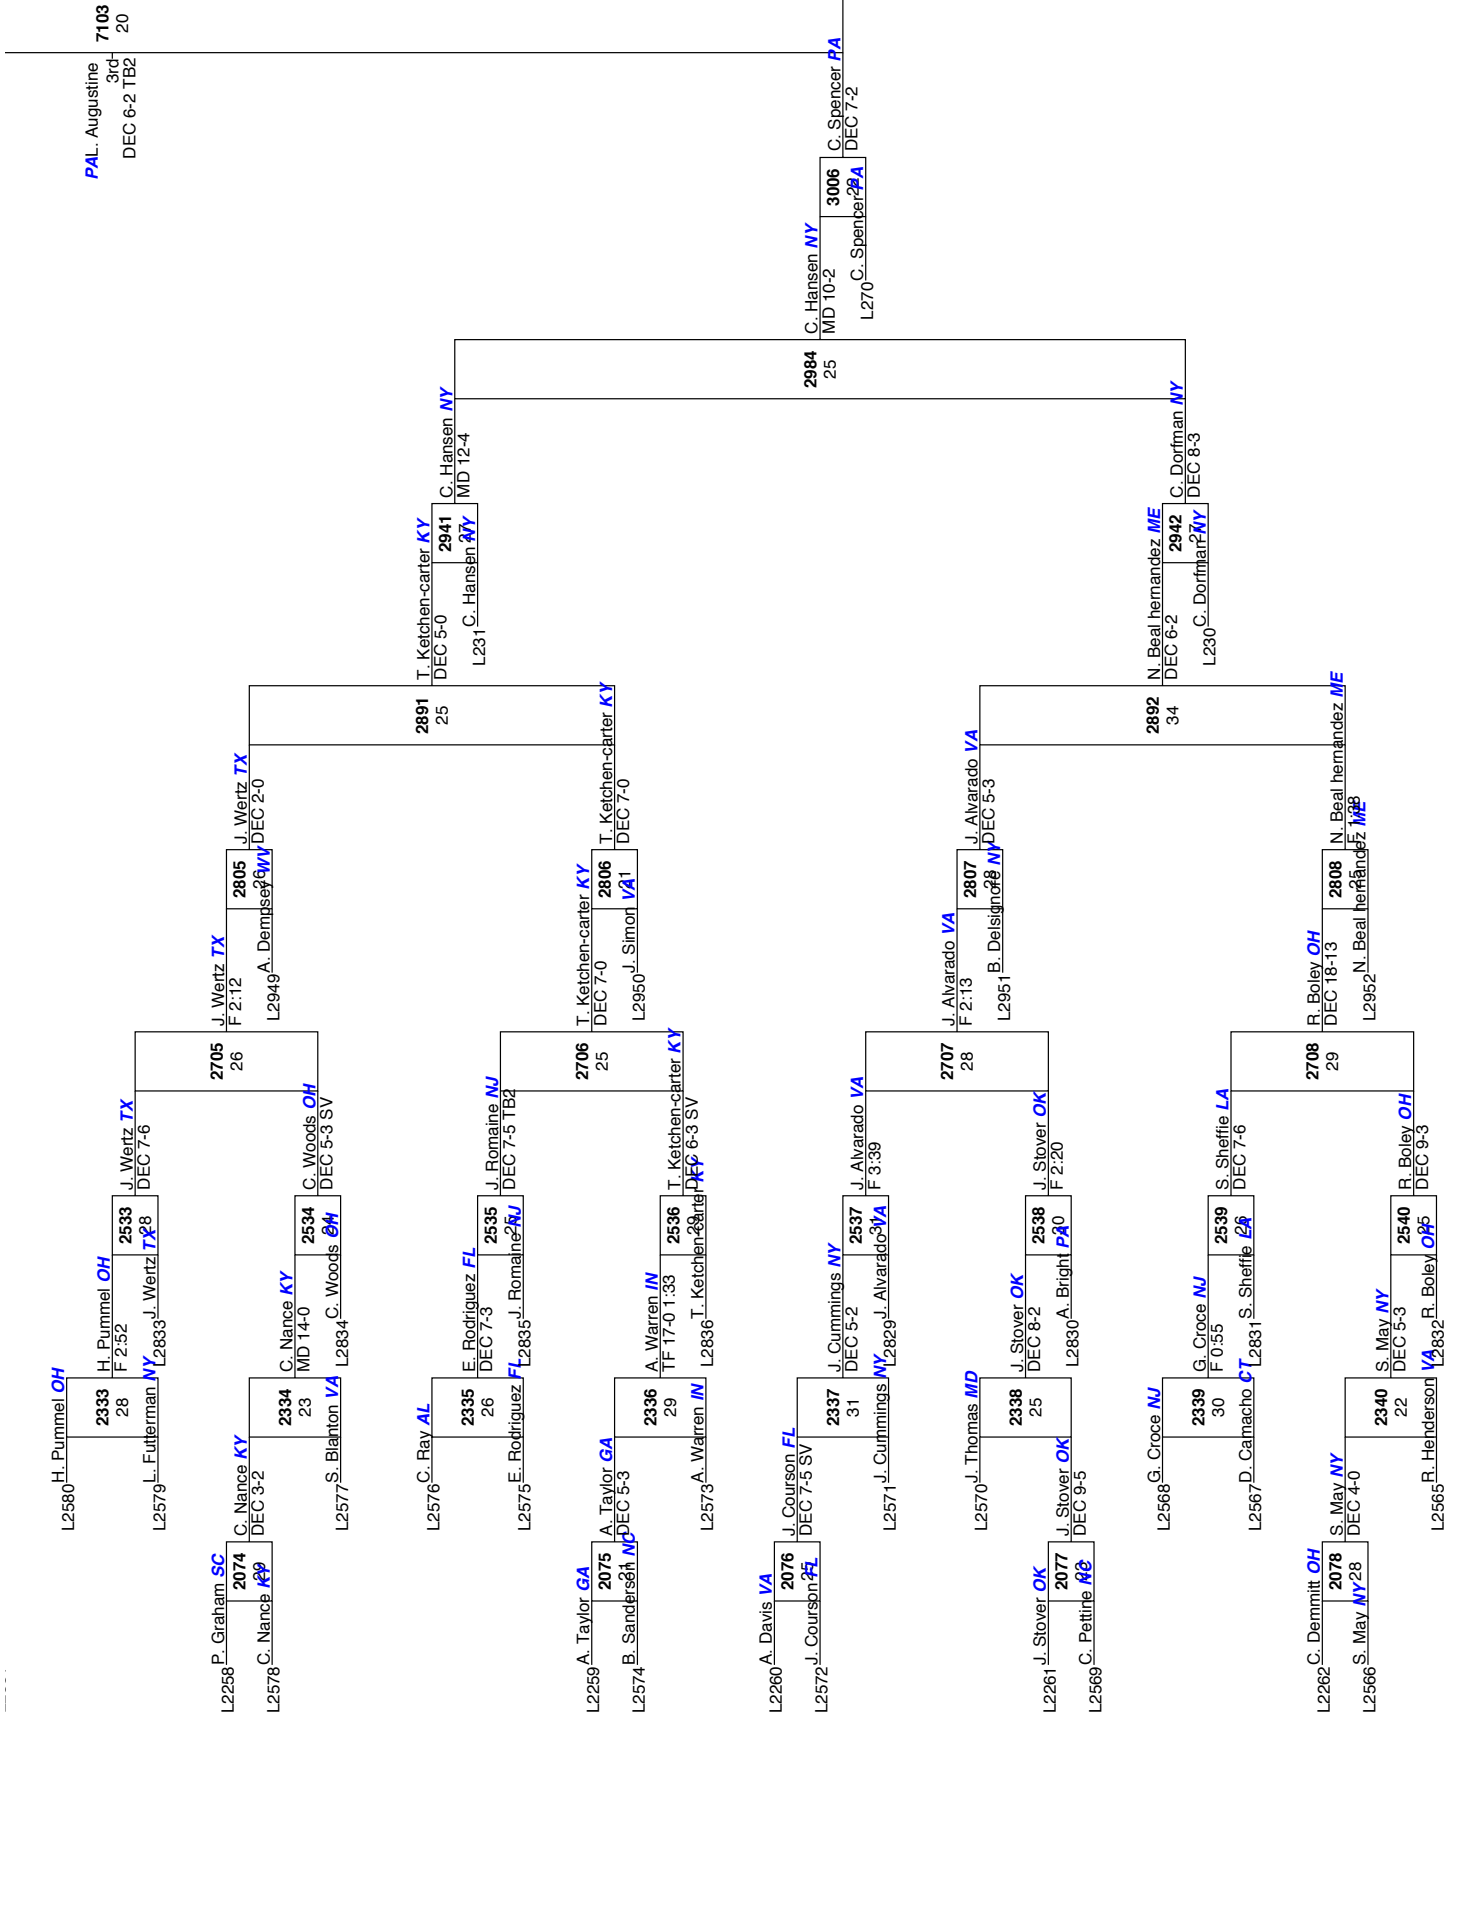 7103
20
PA L. Augustine
3rd
DEC 6-2 TB2
C. Spencer PA
DEC 7-2
3006
C. Spencer PA
L270
C. Hansen NY
MD 10-2
2984
25
C. Hansen NY
MD 12-4
2941
27
C. Hansen NY
L231
T. Ketchen-carter KY
DEC 5-0
C. Dorfman NY
DEC 8-3
2942
27
C. Dorfman NY
L230
N. Beal hernandez ME
DEC 6-2
2891
25
2892
34
J. Wertz TX
DEC 2-0
2805
26
A. Dempsey WV
L2949
J. Wertz TX
F 2:12
T. Ketchen-carter KY
DEC 7-0
2806
J. Simon VA
L2950
T. Ketchen-carter KY
DEC 7-0
J. Alvarado VA
DEC 5-3
2807
28
B. Delsignore NY
L2951
J. Alvarado VA
F 2:13
N. Beal hernandez ME
F 1:38
2808
25
N. Beal hernandez ME
L2952
R. Boley OH
DEC 18-13
2705
26
2706
25
2707
28
2708
29
J. Wertz TX
DEC 7-6
2533
28
J. Wertz TX
L2833
H. Pummel OH
F 2:52
C. Woods OH
DEC 5-3 SV
2534
C. Woods OH
L2834
C. Nance KY
MD 14-0
J. Romaine NJ
DEC 7-5 TB2
2535
25
J. Romaine NJ
L2835
E. Rodriguez FL
DEC 7-3
T. Ketchen-carter KY
DEC 6-3 SV
2536
T. Ketchen-carter KY
L2836
A. Warren IN
TF 17-0 1:33
J. Alvarado VA
F 3:39
2537
31
J. Alvarado VA
L2829
J. Cummings NY
DEC 5-2
J. Stover OK
F 2:20
2538
30
A. Bright PA
L2830
J. Stover OK
DEC 8-2
S. Sheffie LA
DEC 7-6
2539
26
S. Sheffie LA
L2831
G. Croce NJ
F 0:55
R. Boley OH
DEC 9-3
2540
25
R. Boley OH
L2832
S. May NY
DEC 5-3
H. Pummel OH
L2580
2333
28
L. Futterman NY
L2579
C. Nance KY
DEC 3-2
2334
23
S. Blanton VA
L2577
C. Ray AL
L2576
2335
26
E. Rodriguez FL
L2575
A. Taylor GA
DEC 5-3
2336
29
A. Warren IN
L2573
J. Courson FL
DEC 7-5 SV
2337
31
J. Cummings NY
L2571
J. Thomas MD
L2570
2338
25
J. Stover OK
DEC 9-5
G. Croce NJ
L2568
2339
30
D. Camacho CT
L2567
S. May NY
DEC 4-0
2340
22
R. Henderson VA
L2565
P. Graham SC
L2258
2074
29
C. Nance KY
L2578
A. Taylor GA
L2259
2075
21
B. Sanderson NC
L2574
A. Davis VA
L2260
2076
25
J. Courson FL
L2572
J. Stover OK
L2261
2077
C. Pettine NC
L2569
C. Demmitt OH
L2262
2078
28
S. May NY
L2566